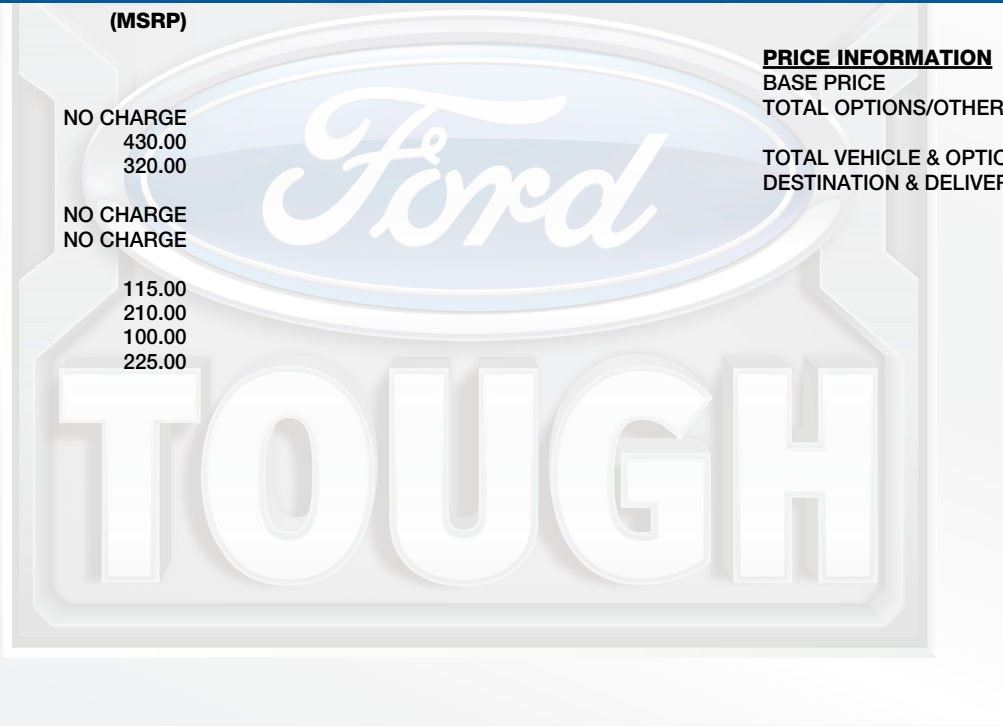 (MSRP)
NO CHARGE
430.00
320.00
NO CHARGE
NO CHARGE
115.00
210.00
100.00
225.00
PRICE INFORMATION
BASE PRICE
TOTAL OPTIONS/OTHER
TOTAL VEHICLE & OPTIO
DESTINATION & DELIVER
Ford
TOUGH